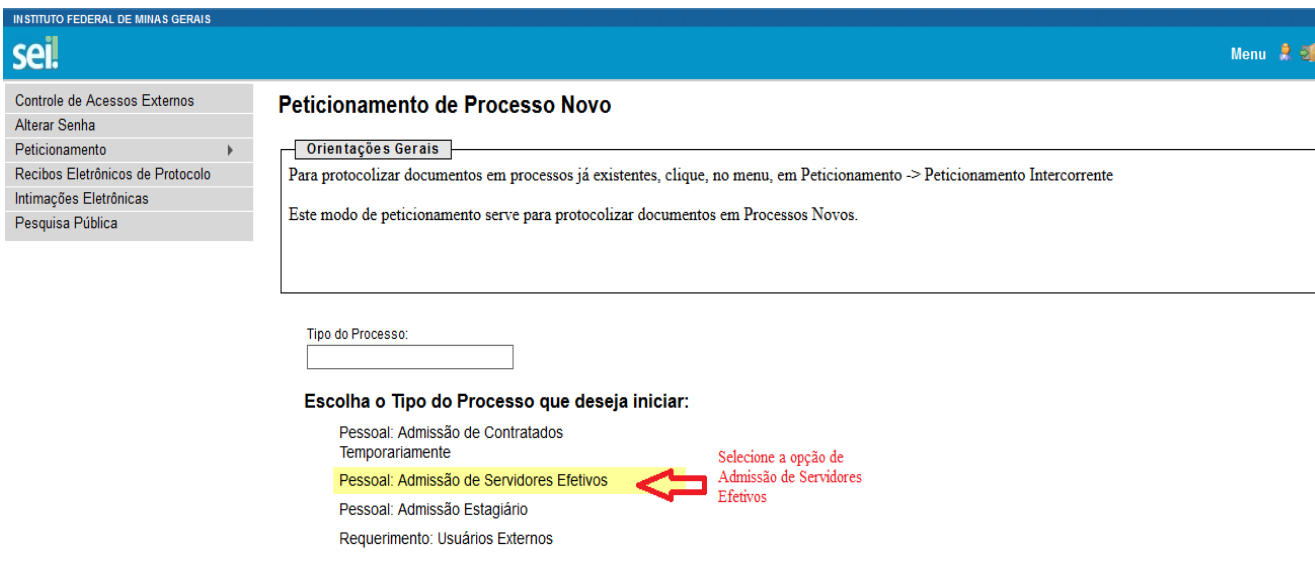 INSTITUTO FEDERAL DE MINAS GERAIS
sei!
Menu
Controle de Acessos Externos
Alterar Senha
Peticionamento
Recibos Eletrônicos de Protocolo
Intimações Eletrônicas
Pesquisa Pública
Peticionamento de Processo Novo
Orientações Gerais
Para protocolizar documentos em processos já existentes, clique, no menu, em Peticionamento -> Peticionamento Intercorrente
Este modo de peticionamento serve para protocolizar documentos em Processos Novos.
Tipo do Processo:
Escolha o Tipo do Processo que deseja iniciar:
Pessoal: Admissão de Contratados
Temporariamente
Pessoal: Admissão de Servidores Efetivos
Pessoal: Admissão Estagiário
Requerimento: Usuários Externos
Selecione a opção de
Admissão de Servidores
Efetivos